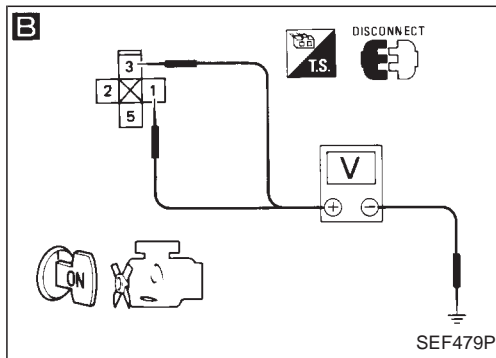 B
DISCONNECT
T.S.
3
2 1
5
V
+ −
ON
SEF479P